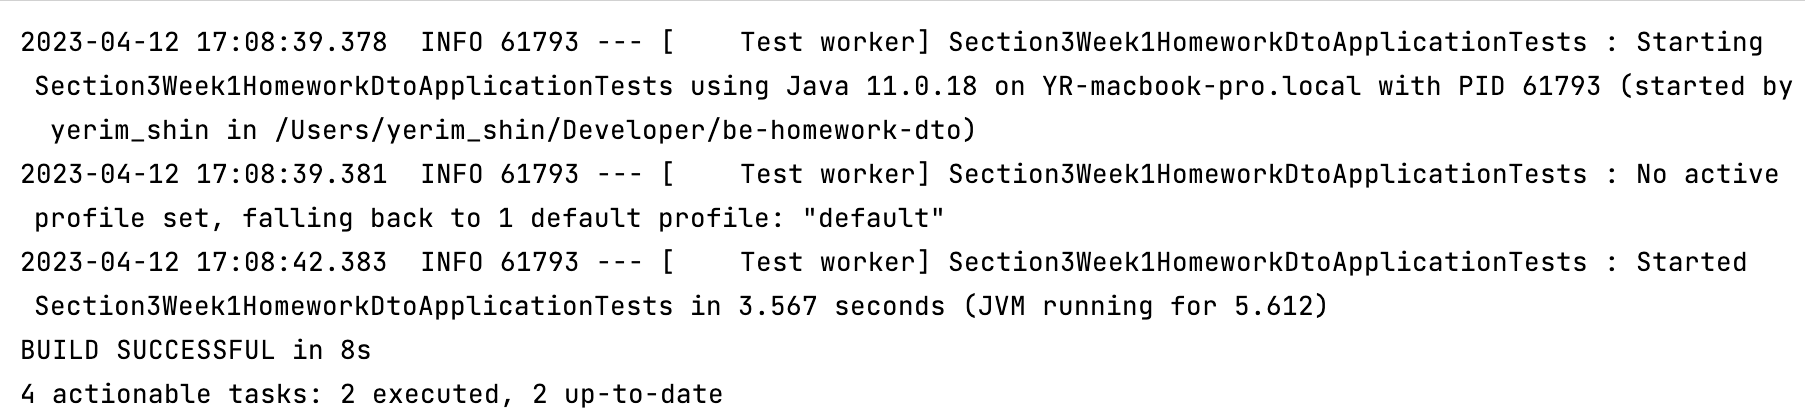 2023-04-12 17:08:39.378  INFO 61793 --- [    Test worker] Section3Week1HomeworkDtoApplicationTests : Starting
Section3Week1HomeworkDtoApplicationTests using Java 11.0.18 on YR-macbook-pro.local with PID 61793 (started by
yerim_shin in /Users/yerim_shin/Developer/be-homework-dto)
2023-04-12 17:08:39.381  INFO 61793 --- [    Test worker] Section3Week1HomeworkDtoApplicationTests : No active
profile set, falling back to 1 default profile: "default"
2023-04-12 17:08:42.383  INFO 61793 --- [    Test worker] Section3Week1HomeworkDtoApplicationTests : Started
Section3Week1HomeworkDtoApplicationTests in 3.567 seconds (JVM running for 5.612)
BUILD SUCCESSFUL in 8s
4 actionable tasks: 2 executed, 2 up-to-date